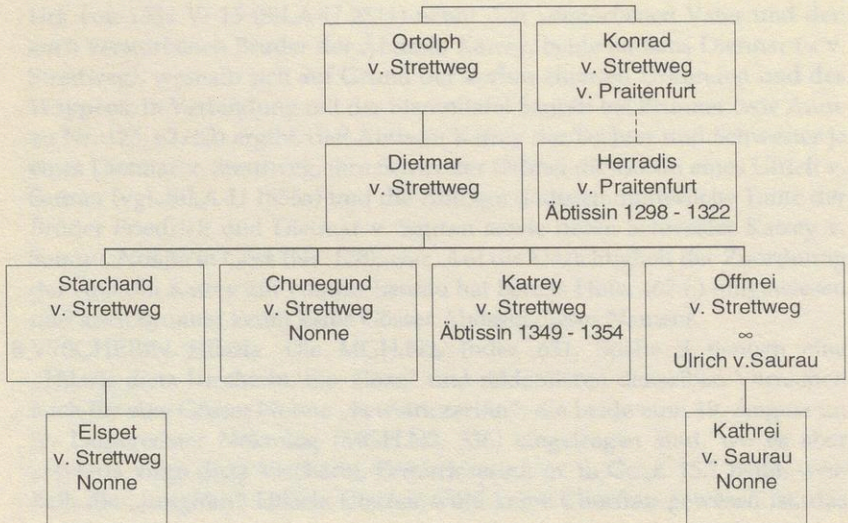 Ortolph
v. Strettweg
Konrad
v. Strettweg
v. Praitenfurt
Dietmar
v. Strettweg
Herradis
v. Praitenfurt
Äbtissin 1298 - 1322
Starchand
v. Strettweg
Chunegund
v. Strettweg
Nonne
Katrey
v. Strettweg
Äbtissin 1349 - 1354
Offnei
v. Strettweg
∞
Ulrich v.Saurau
Elspet
v. Strettweg
Nonne
Kathrei
v. Saurau
Nonne